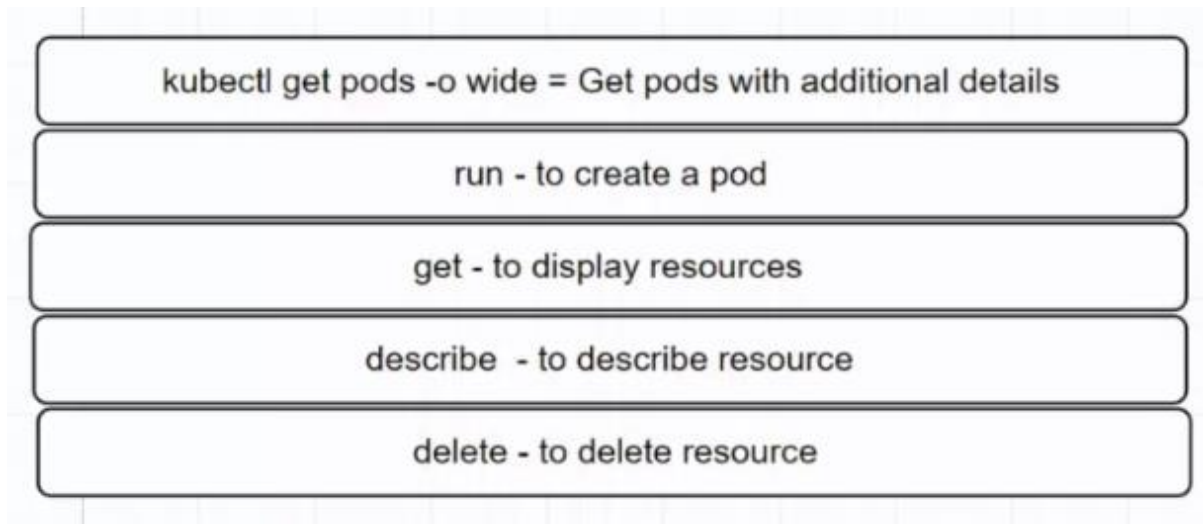 kubectl get pods -o wide = Get pods with additional details
run - to create a pod
get - to display resources
describe  - to describe resource
delete - to delete resource